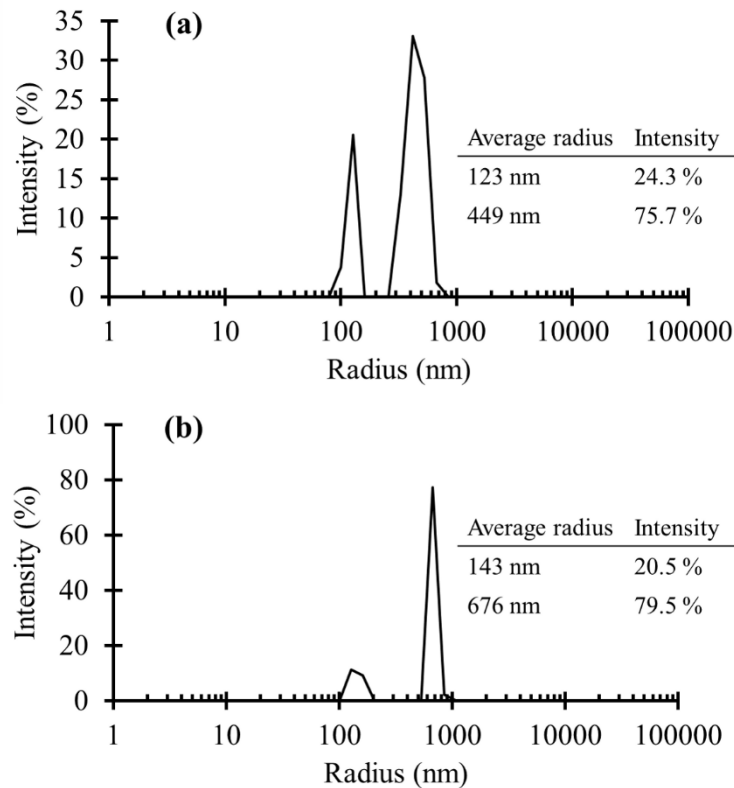 (a)
35
30
25
20
15
10
5
0
Intensity (%)
Average radius Intensity
123 nm 24.3 %
449 nm 75.7 %
1 10 100 1000 10000 100000
Radius (nm)
(b)
100
80
60
40
20
0
Intensity (%)
Average radius Intensity
143 nm 20.5 %
676 nm 79.5 %
1 10 100 1000 10000 100000
Radius (nm)